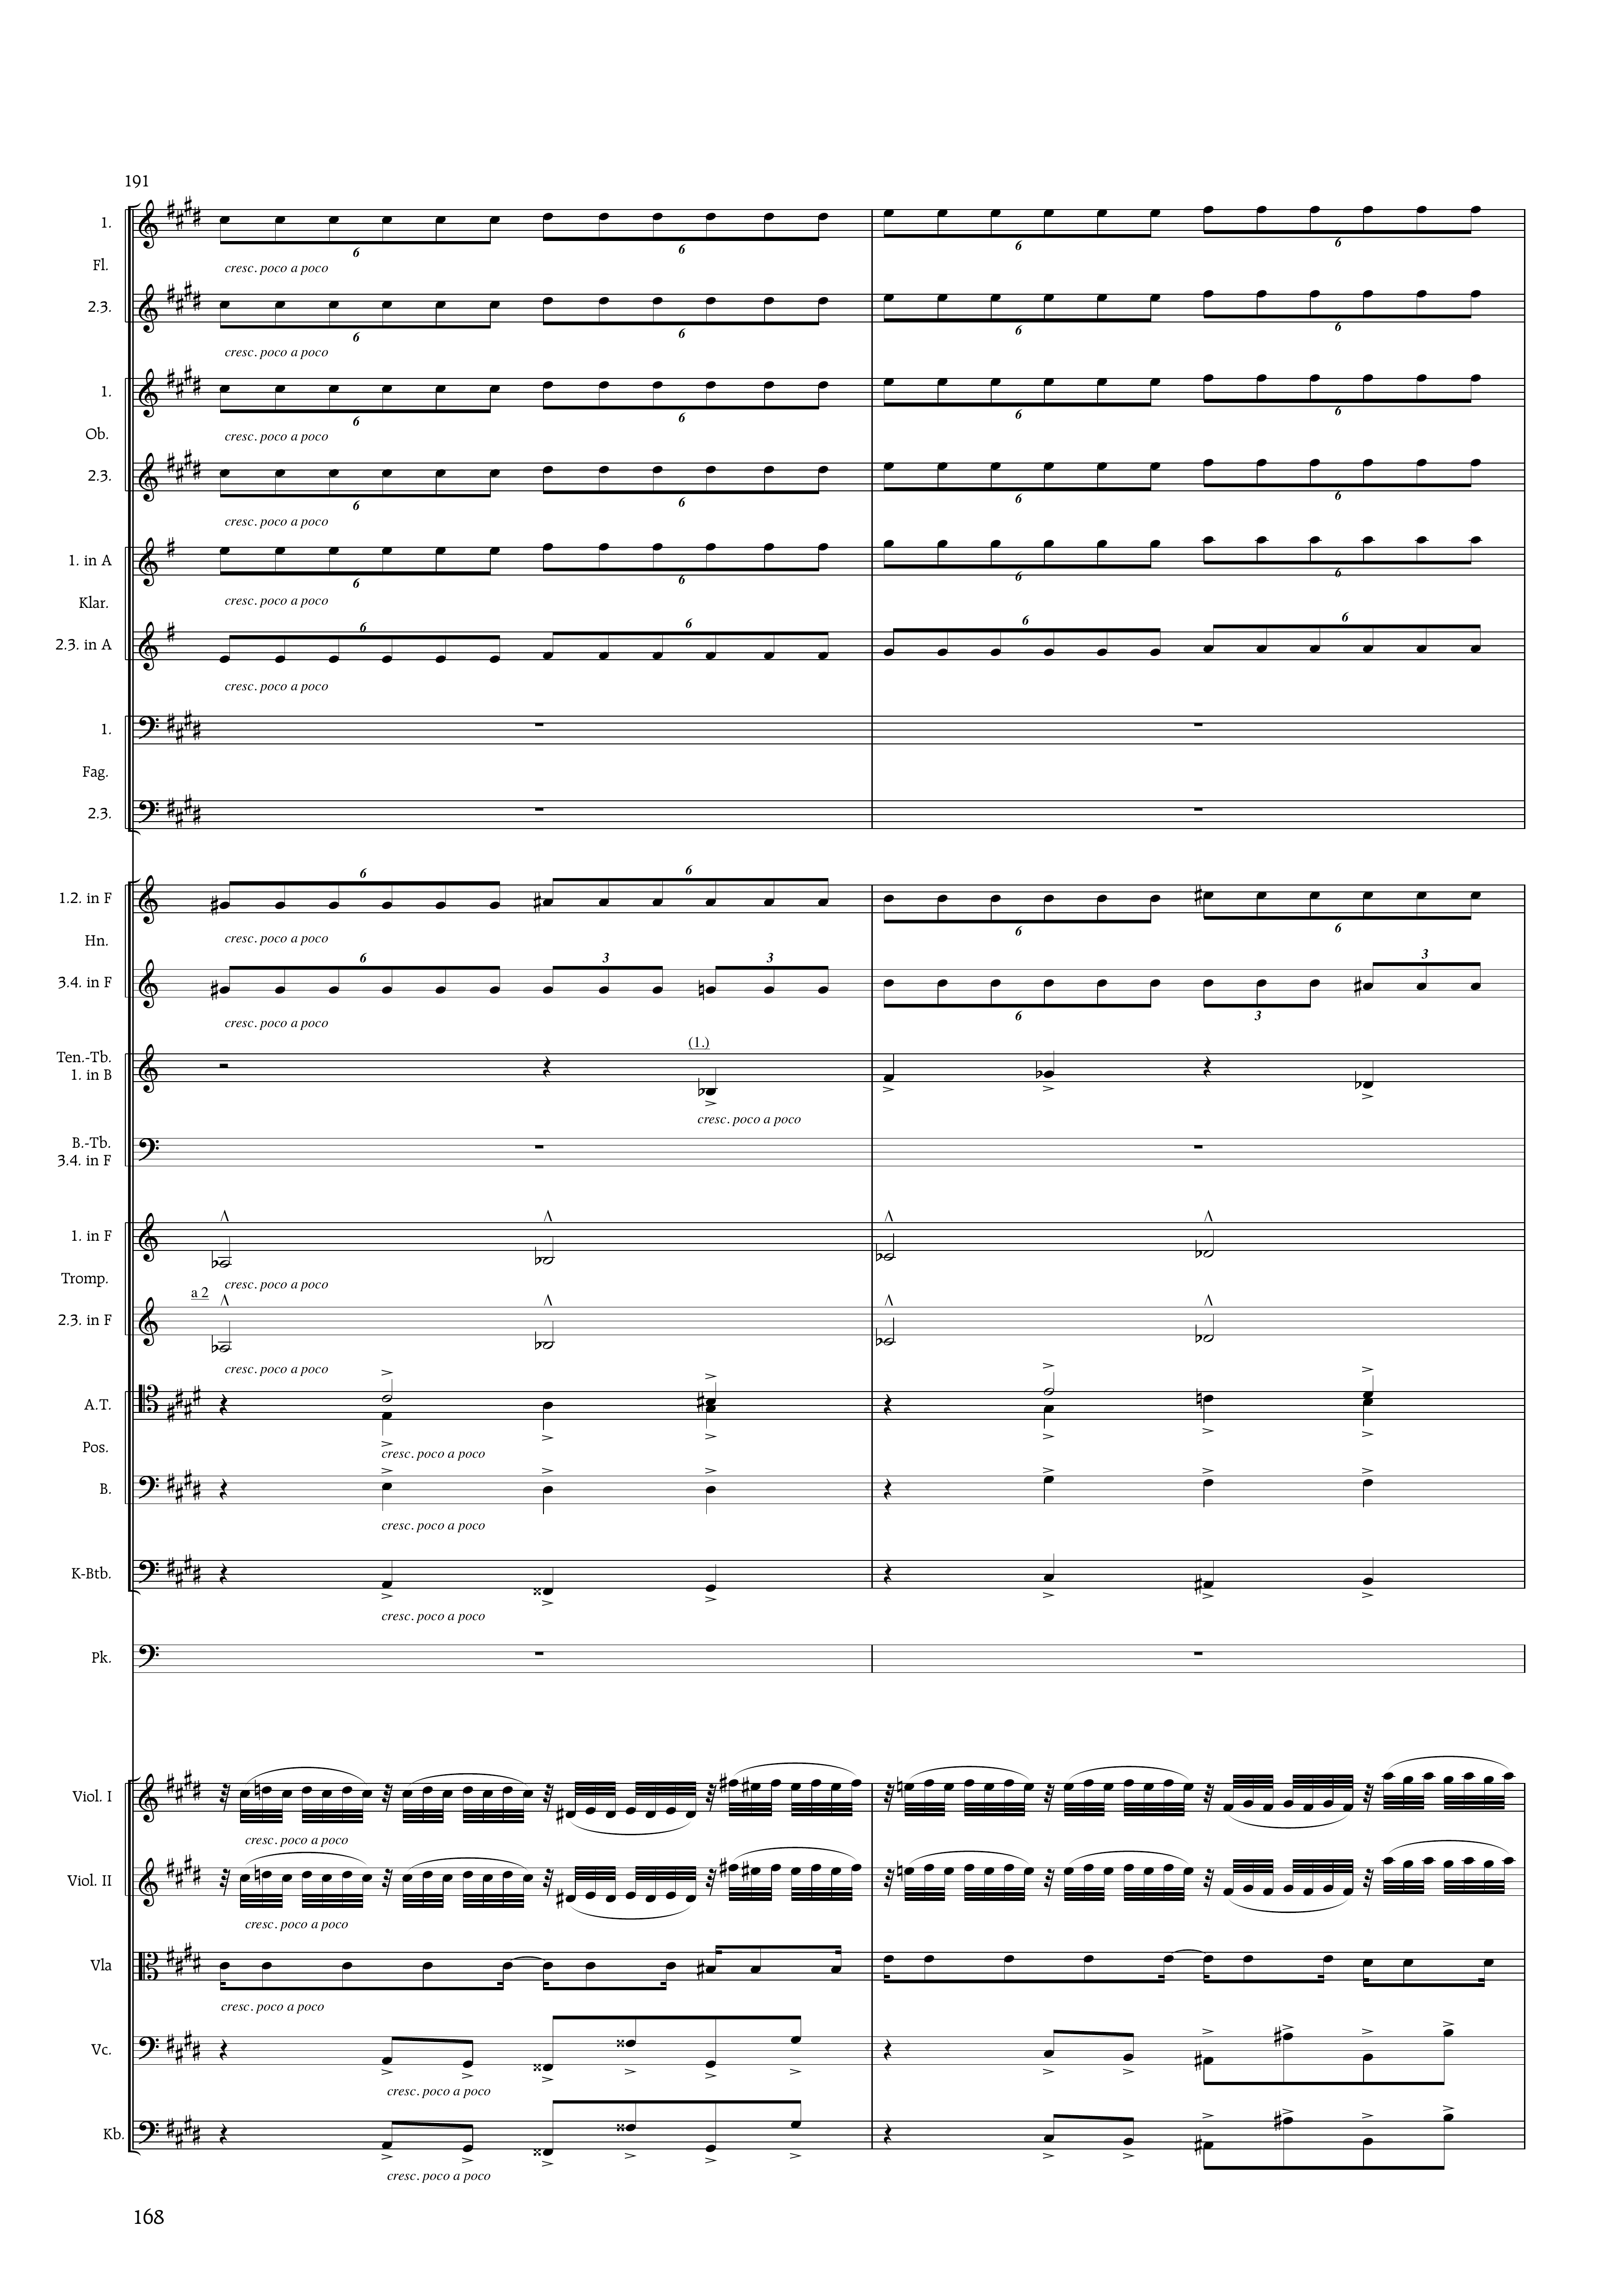 191
1.
6 6 6 6
Fl.
cresc. poco a poco
2.3.
6 6 6 6
cresc. poco a poco
1.
6 6 6 6
Ob.
cresc. poco a poco
2.3.
6 6 6 6
cresc. poco a poco
1. in A
6 6 6 6
Klar.
cresc. poco a poco
2.3. in A
6 6 6 6
cresc. poco a poco
1.
Fag.
2.3.
1.2. in F
6 6 6 6
Hn.
cresc. poco a poco
3.4. in F
6 3 3 6 3 3
cresc. poco a poco
(1.)
Ten.-Tb.
1. in B
cresc. poco a poco
B.-Tb.
3.4. in F
1. in F
Tromp.
cresc. poco a poco
a 2
2.3. in F
cresc. poco a poco
A.T.
Pos.
cresc. poco a poco
B.
cresc. poco a poco
K-Btb.
cresc. poco a poco
Pk.
Viol. I
cresc. poco a poco
Viol. II
cresc. poco a poco
Vla
cresc. poco a poco
Vc.
cresc. poco a poco
Kb.
cresc. poco a poco
168